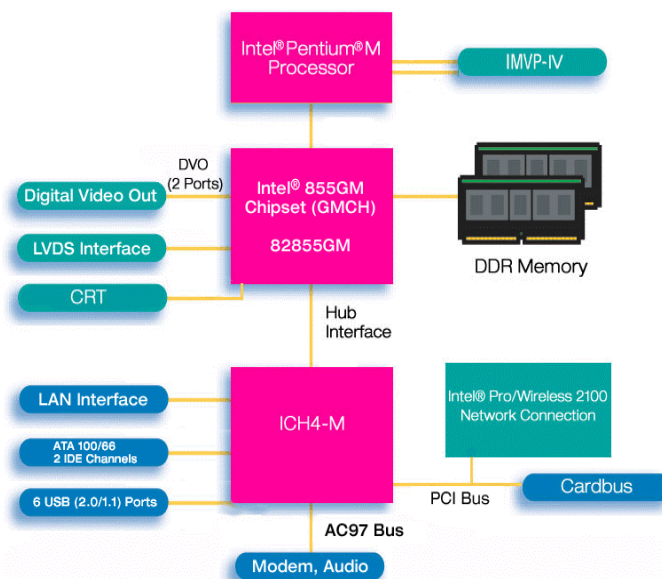 Intel® Pentium® M
Processor
IMVP-IV
DVO
(2 Ports)
Digital Video Out
Intel® 855GM
Chipset (GMCH)
82855GM
LVDS Interface
CRT
DDR Memory
Hub
Interface
LAN Interface
ICH4-M
Intel® Pro/Wireless 2100
Network Connection
ATA 100/66
2 IDE Channels
6 USB (2.0/1.1) Ports
PCI Bus
Cardbus
AC97 Bus
Modem, Audio